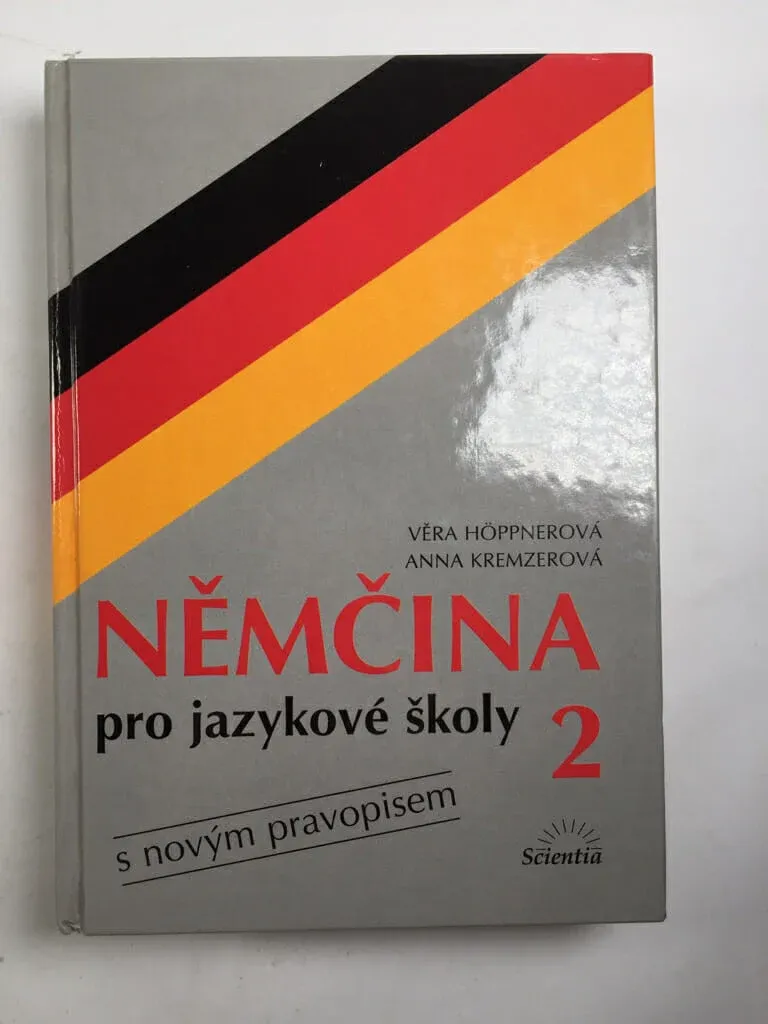 VĚRA HÖPPNEROVÁ
ANNA KREMZEROVÁ
NĚMČINA
pro jazykové školy 2
s novým pravopisem
Scientia